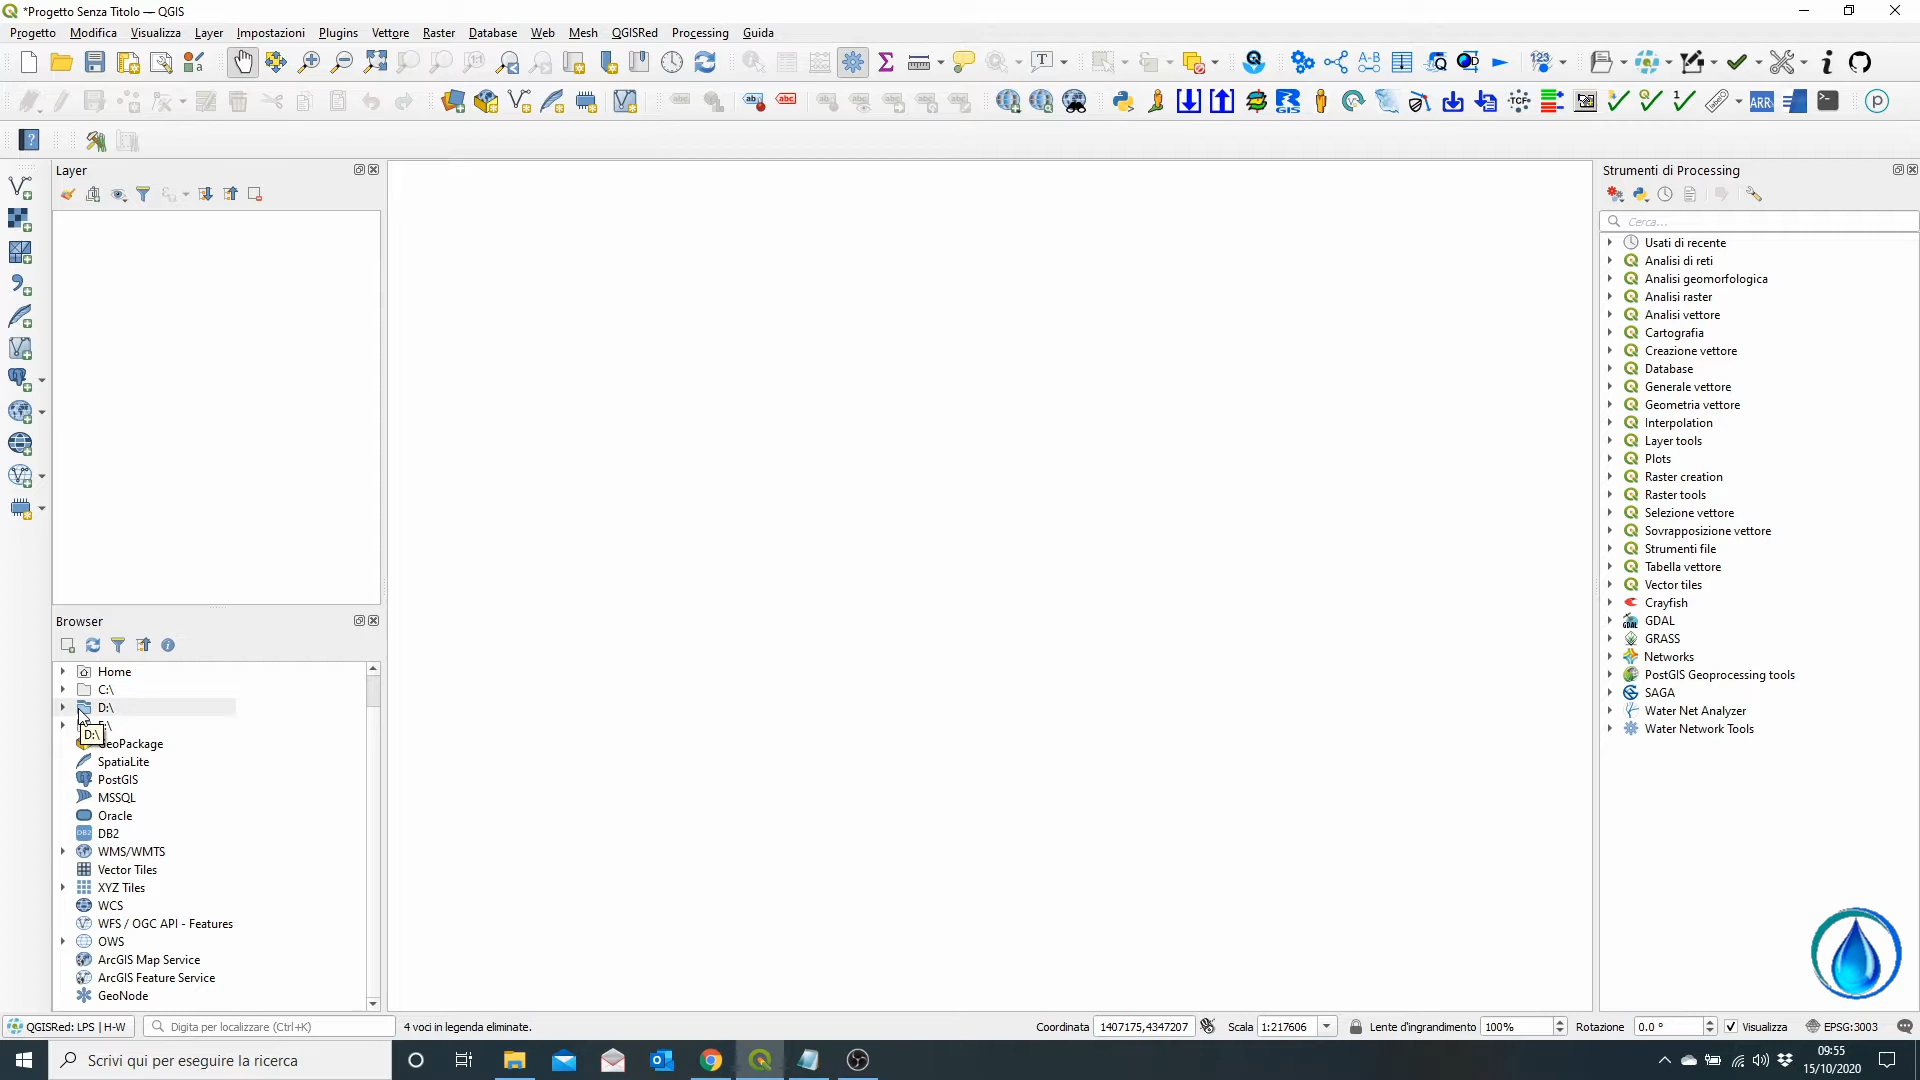 *Progetto Senza Titolo — QGIS
Progetto Modifica Visualizza Layer Impostazioni Plugins Vettore Raster Database Web Mesh QGISRed Processing Guida
Layer
Strumenti di Processing
Cerca...
Usati di recente
Analisi di reti
Analisi geomorfologica
Analisi raster
Analisi vettore
Cartografia
Creazione vettore
Database
Generale vettore
Geometria vettore
Interpolation
Layer tools
Plots
Raster creation
Raster tools
Selezione vettore
Sovrapposizione vettore
Strumenti file
Tabella vettore
Vector tiles
Crayfish
GDAL
GRASS
Networks
PostGIS Geoprocessing tools
SAGA
Water Net Analyzer
Water Network Tools
Browser
Home
C:\
D:\
D:\
GeoPackage
SpatiaLite
PostGIS
MSSQL
Oracle
DB2
WMS/WMTS
Vector Tiles
XYZ Tiles
WCS
WFS / OGC API - Features
OWS
ArcGIS Map Service
ArcGIS Feature Service
GeoNode
QGISRed: LPS | H-W Digita per localizzare (Ctrl+K) 4 voci in legenda eliminate. Coordinata 1407175,4347207 Scala 1:217606 Lente d'ingrandimento 100% Rotazione 0.0 ° Visualizza EPSG:3003
Scrivi qui per eseguire la ricerca
09:55
15/10/2020